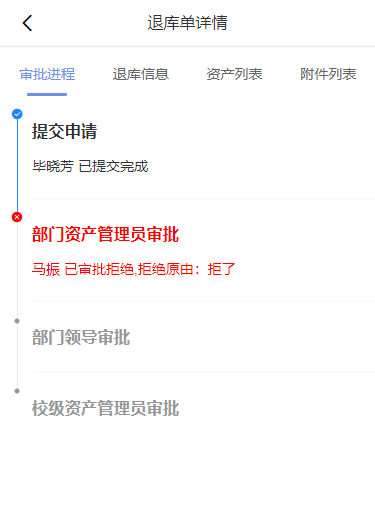 退库单详情
审批进程 退库信息 资产列表 附件列表
提交申请
毕晓芳 已提交完成
部门资产管理员审批
马振 已审批拒绝,拒绝原由：拒了
部门领导审批
校级资产管理员审批